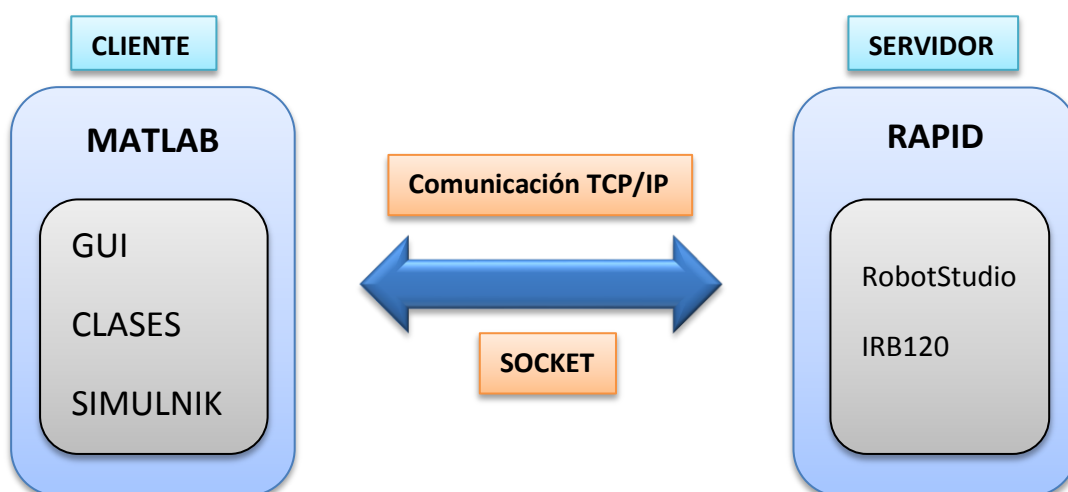 CLIENTE
MATLAB
GUI
CLASES
SIMULNIK
Comunicación TCP/IP
SOCKET
SERVIDOR
RAPID
RobotStudio
IRB120